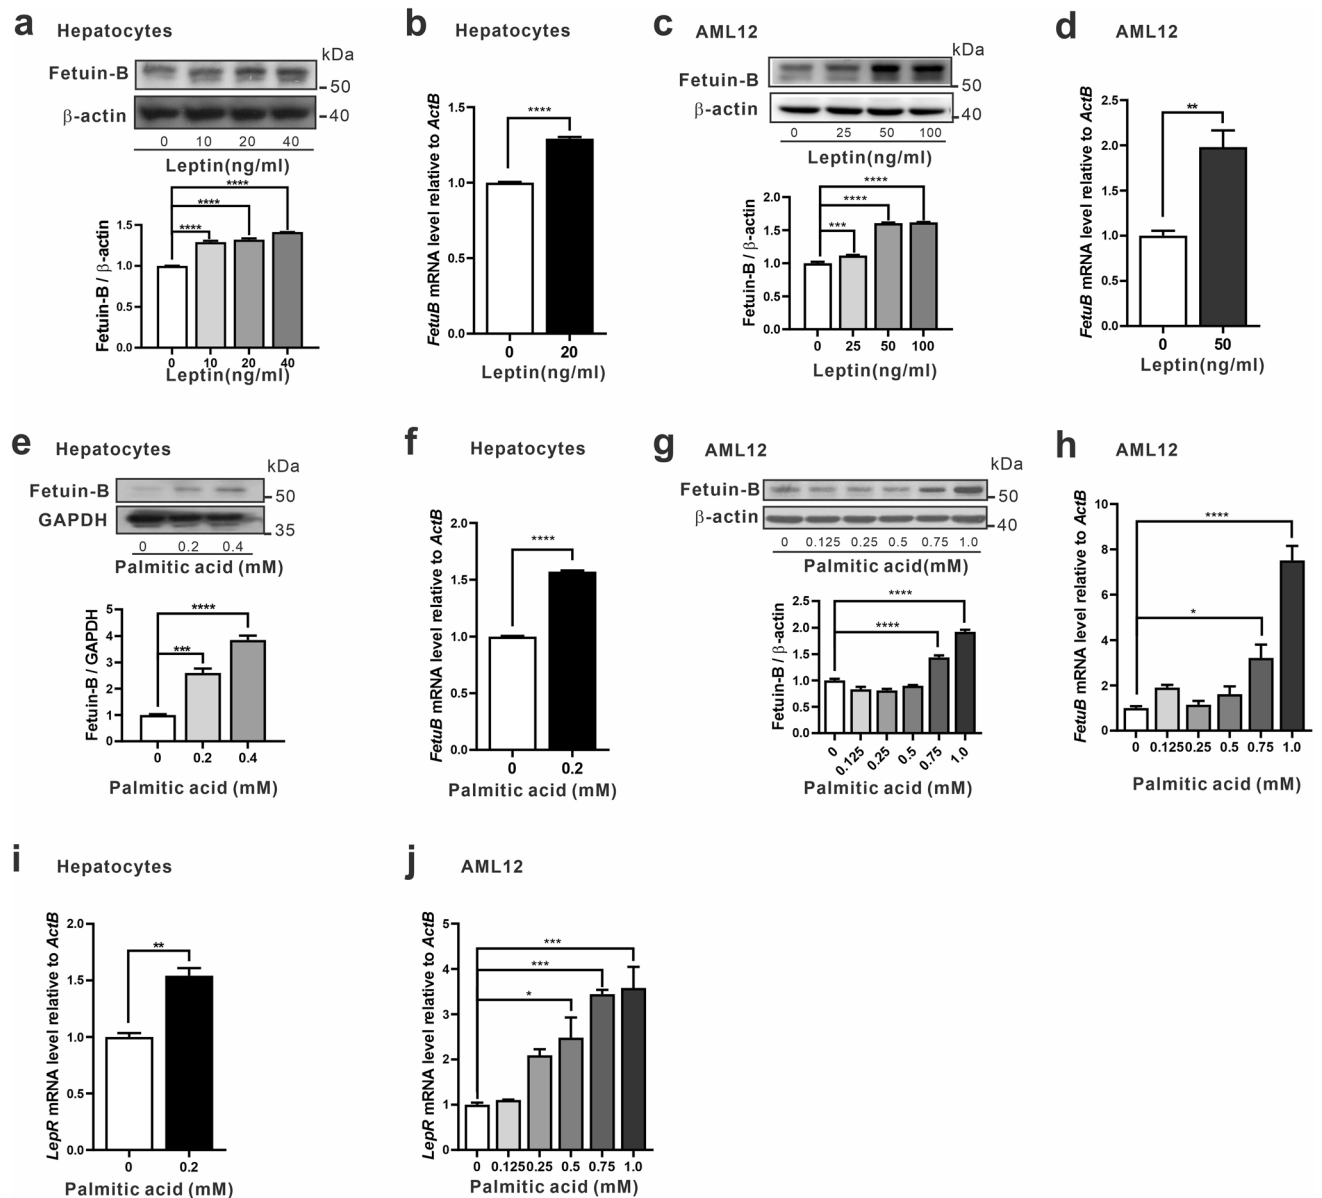 a Hepatocytes
kDa
Fetuin-B
50
β-actin
40
0 10 20 40
Leptin(ng/ml)
Fetuin-B / β-actin
1.5
1.0
0.5
0.0
**** **** ****
0 10 20 40
Leptin(ng/ml)
b Hepatocytes
FetuB mRNA level relative to ActB
1.5
1.0
0.5
0.0
****
0 20
Leptin(ng/ml)
c AML12
kDa
Fetuin-B
50
β-actin
40
0 25 50 100
Leptin(ng/ml)
Fetuin-B / β-actin
2.0
1.5
1.0
0.5
0.0
*** **** ****
0 25 50 100
Leptin(ng/ml)
d AML12
FetuB mRNA level relative to ActB
2.5
2.0
1.5
1.0
0.5
0.0
**
0 50
Leptin(ng/ml)
e Hepatocytes
kDa
Fetuin-B
50
GAPDH
35
0 0.2 0.4
Palmitic acid (mM)
Fetuin-B / GAPDH
5
4
3
2
1
0
*** ****
0 0.2 0.4
Palmitic acid (mM)
f Hepatocytes
FetuB mRNA level relative to ActB
2.0
1.5
1.0
0.5
0.0
****
0 0.2
Palmitic acid (mM)
g AML12
kDa
Fetuin-B
50
β-actin
40
0 0.125 0.25 0.5 0.75 1.0
Palmitic acid(mM)
Fetuin-B / β-actin
2.5
2.0
1.5
1.0
0.5
0.0
**** ****
0 0.125 0.25 0.5 0.75 1.0
Palmitic acid (mM)
h AML12
FetuB mRNA level relative to ActB
10
8
6
4
2
0
* ****
0 0.125 0.25 0.5 0.75 1.0
Palmitic acid (mM)
i Hepatocytes
LepR mRNA level relative to ActB
2.0
1.5
1.0
0.5
0.0
**
0 0.2
Palmitic acid (mM)
j AML12
LepR mRNA level relative to ActB
5
4
3
2
1
0
* *** ***
0 0.125 0.25 0.5 0.75 1.0
Palmitic acid (mM)